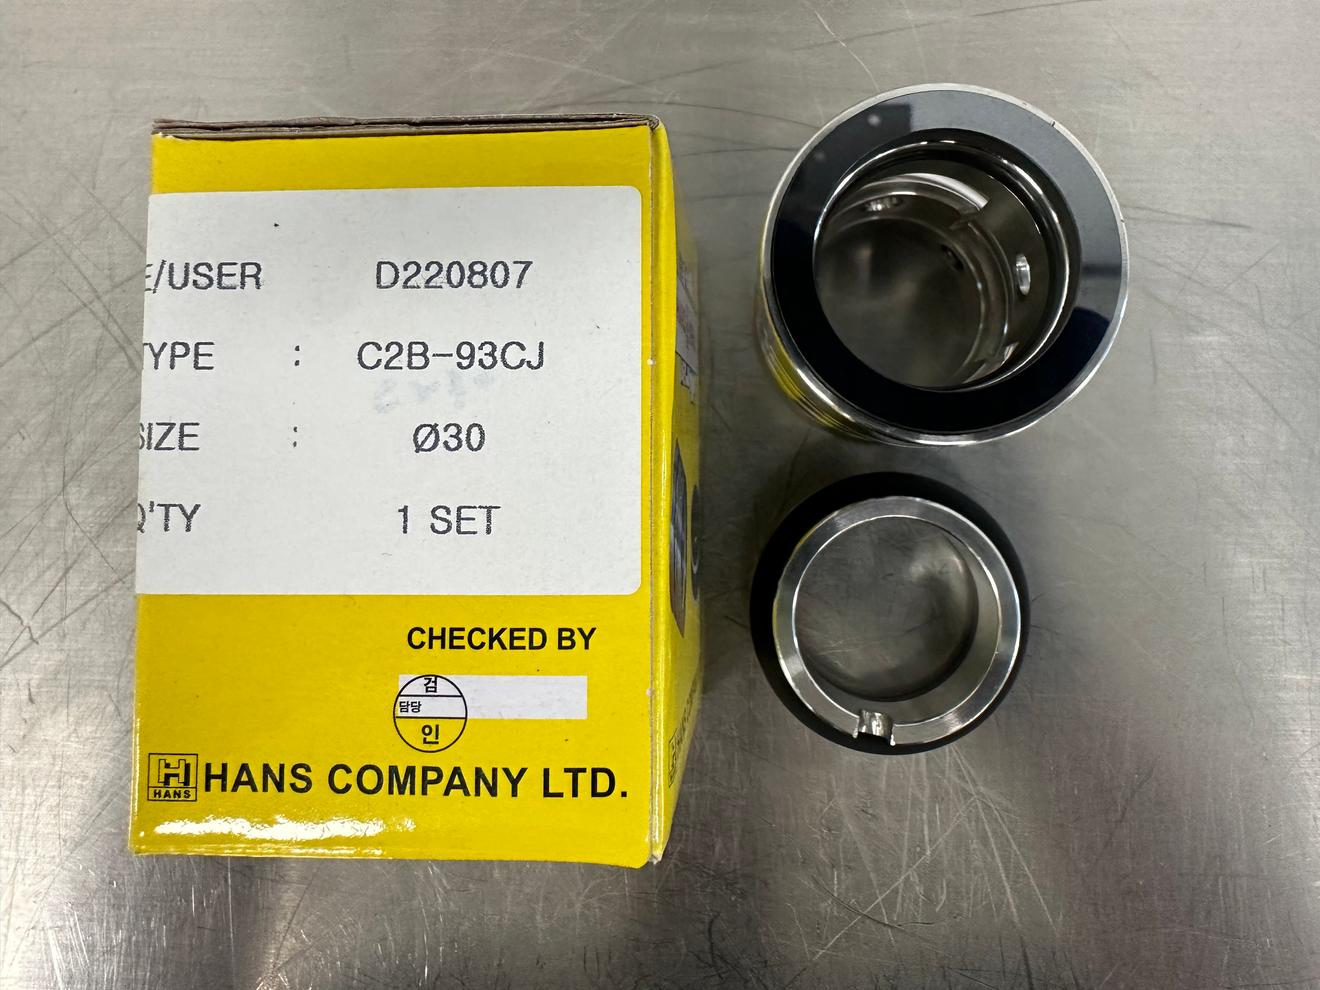 E/USER D220807
TYPE : C2B-93CJ
SIZE : Ø30
Q'TY 1 SET
CHECKED BY
검
담당
인
HANS
HANS COMPANY LTD.